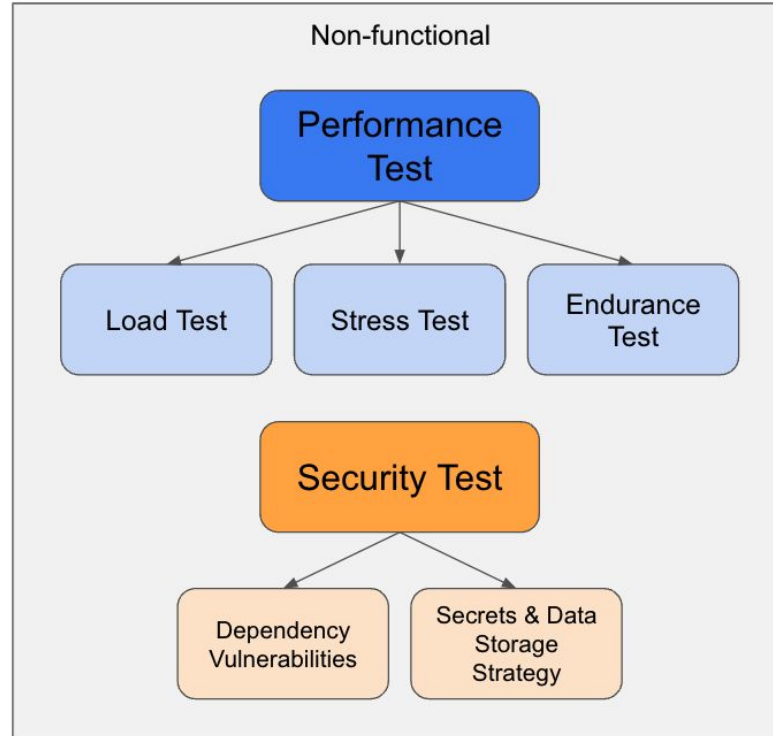 Non-functional
Performance
Test
Load Test
Stress Test
Endurance
Test
Security Test
Dependency
Vulnerabilities
Secrets & Data
Storage
Strategy